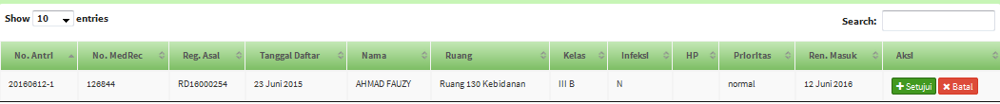 Show 10 entries
Search:
No. Antri No. MedRec Reg. Asal Tanggal Daftar Nama Ruang Kelas Infeksi HP Prioritas Ren. Masuk Aksi
20160612-1 126844 RD16000254 23 Juni 2015 AHMAD FAUZY Ruang 130 Kebidanan III B N normal 12 Juni 2016 Setujui Batal